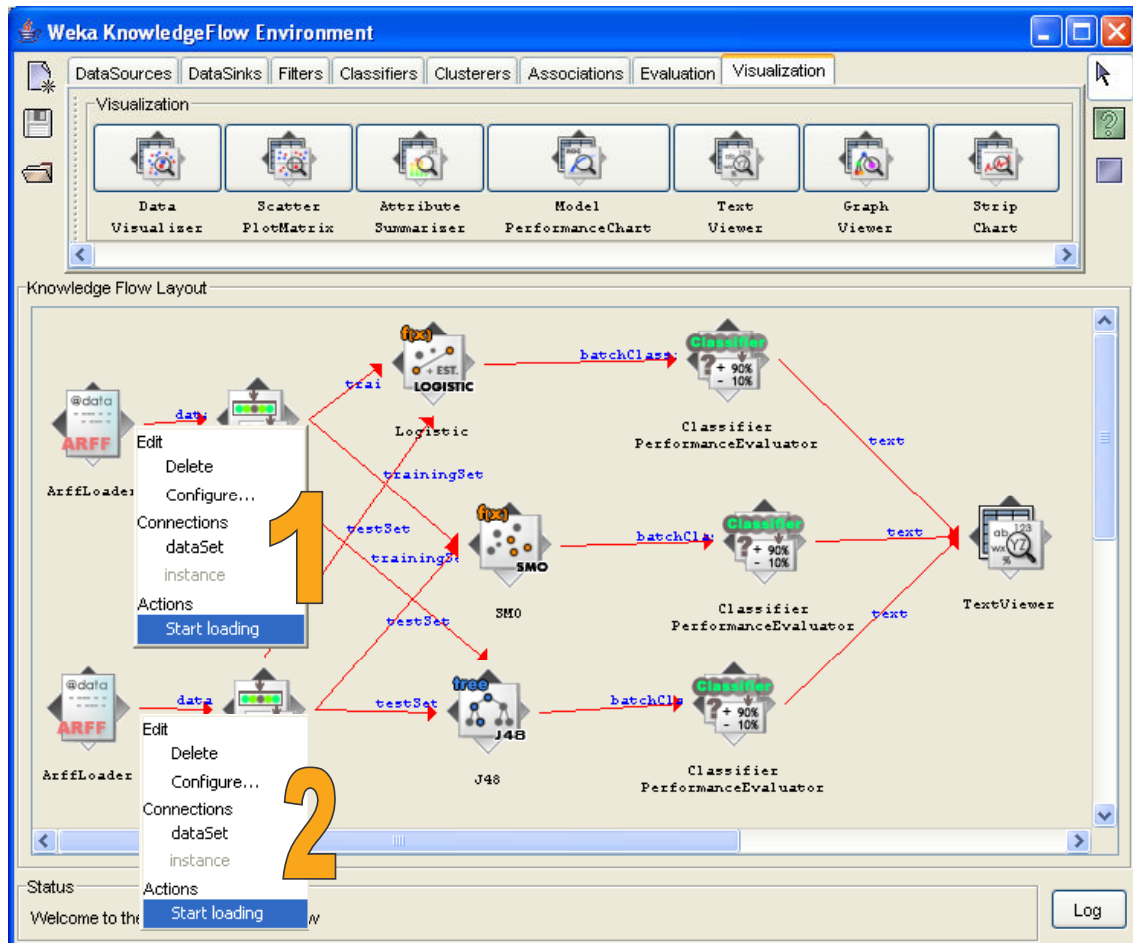 Weka KnowledgeFlow Environment
DataSources DataSinks Filters Classifiers Clusterers Associations Evaluation Visualization
Visualization
Data Visualizer
Scatter PlotMatrix
Attribute Summarizer
Model PerformanceChart
Text Viewer
Graph Viewer
Strip Chart
Knowledge Flow Layout
@data
ARFF
ArffLoader
data
f(x)
+ EST.
LOGISTIC
Logistic
trai
batchClass
Classifier
? + 90%
- 10%
Classifier
PerformanceEvaluator
text
trainingSet
testSet
trainingSe
testSet
Edit
Delete
Configure...
Connections
dataSet
instance
Actions
Start loading
1
f(x)
SMO
SMO
batchCla
Classifier
? + 90%
- 10%
Classifier
PerformanceEvaluator
text
text
ab 123
wx YZ
%
TextViewer
@data
ARFF
ArffLoader
data
testSet
tree
J48
J48
batchCla
Classifier
? + 90%
- 10%
Classifier
PerformanceEvaluator
Edit
Delete
Configure...
Connections
dataSet
instance
Actions
Start loading
2
Status
Welcome to the
Log